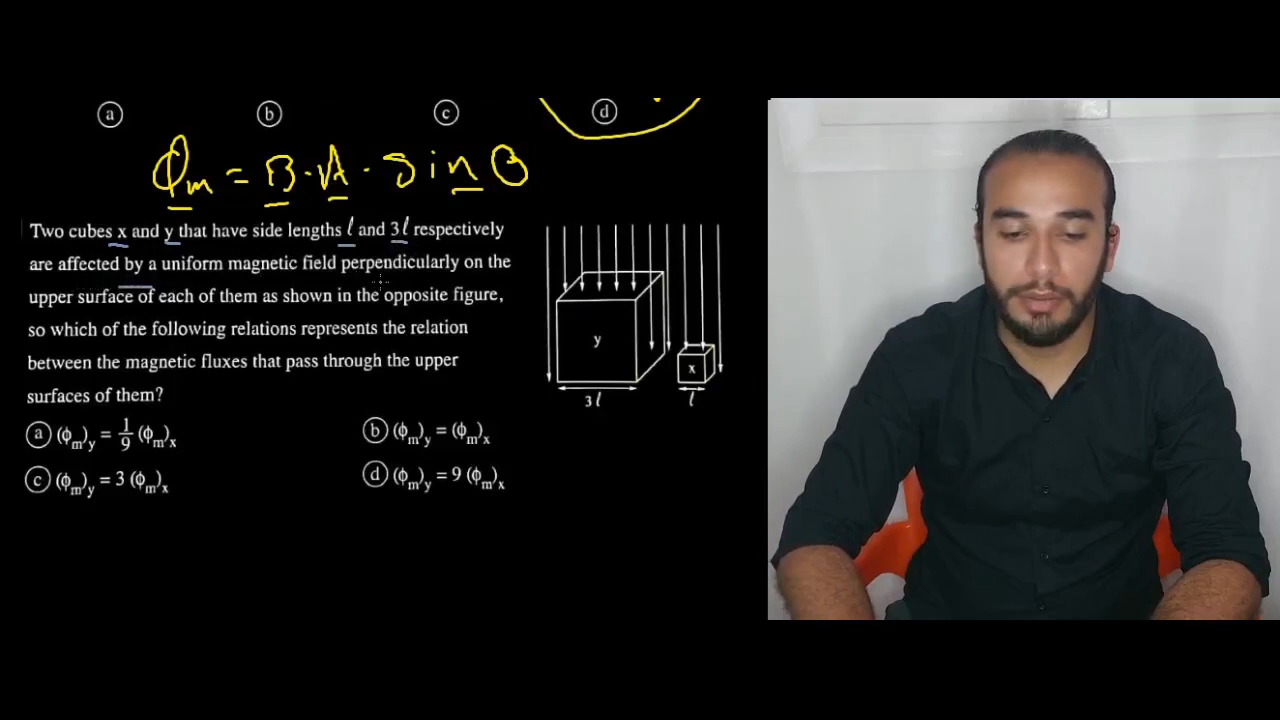 ⓐ ⓑ ⓒ ⓓ
Φm = B · A · Sin θ
Two cubes x and y that have side lengths l and 3l respectively
are affected by a uniform magnetic field perpendicularly on the
upper surface of each of them as shown in the opposite figure,
so which of the following relations represents the relation
between the magnetic fluxes that pass through the upper
surfaces of them?
y
x
3l
l
ⓐ (ϕm)y = 1/9 (ϕm)x
ⓑ (ϕm)y = (ϕm)x
ⓒ (ϕm)y = 3 (ϕm)x
ⓓ (ϕm)y = 9 (ϕm)x